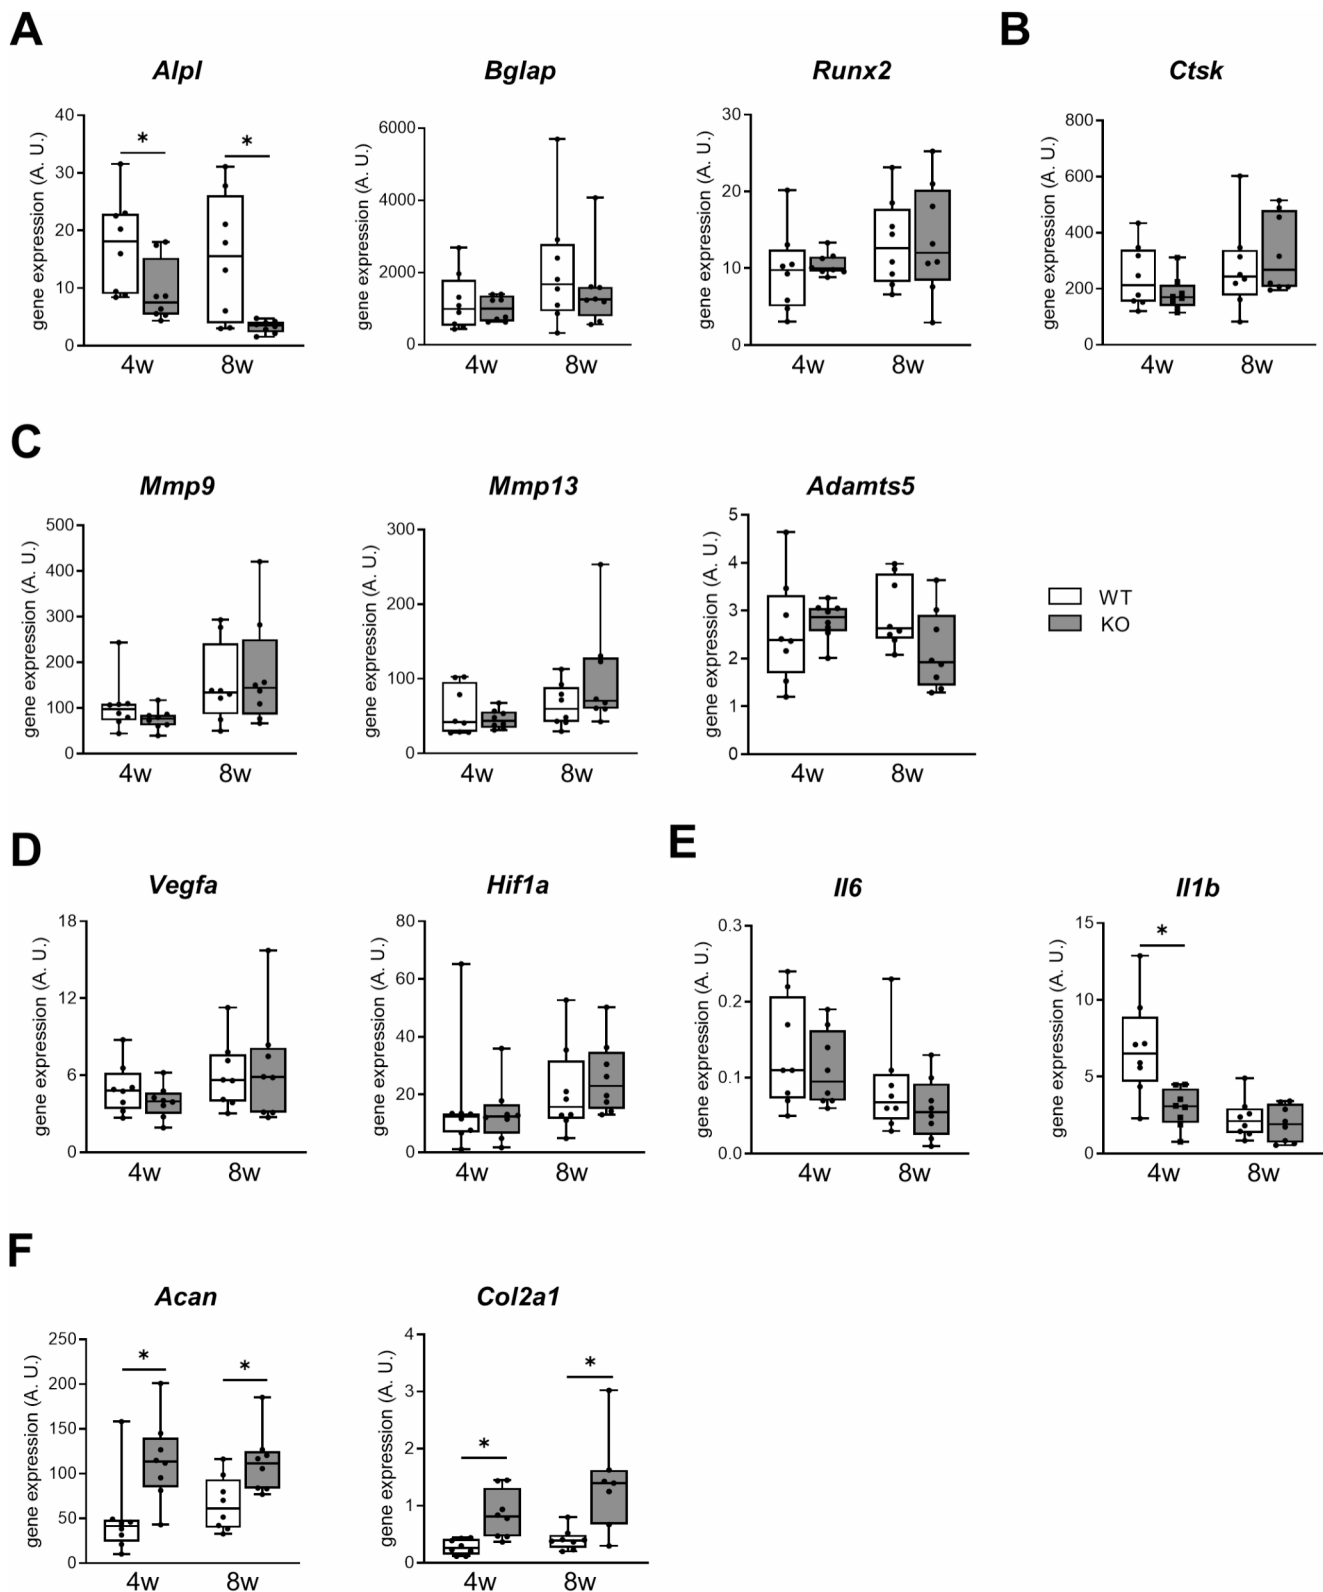 A
B
Alpl
Bglap
Runx2
Ctsk
gene expression (A. U.)
40
30
20
10
0
*
*
4w
8w
gene expression (A. U.)
6000
4000
2000
0
4w
8w
gene expression (A. U.)
30
20
10
0
4w
8w
gene expression (A. U.)
800
600
400
200
0
4w
8w
C
Mmp9
Mmp13
Adamts5
gene expression (A. U.)
500
400
300
200
100
0
4w
8w
gene expression (A. U.)
300
200
100
0
4w
8w
gene expression (A. U.)
5
4
3
2
1
0
4w
8w
WT
KO
D
E
Vegfa
Hif1a
Il6
Il1b
gene expression (A. U.)
18
12
6
0
4w
8w
gene expression (A. U.)
80
60
40
20
0
4w
8w
gene expression (A. U.)
0.3
0.2
0.1
0.0
4w
8w
gene expression (A. U.)
15
10
5
0
*
4w
8w
F
Acan
Col2a1
gene expression (A. U.)
250
200
150
100
50
0
*
*
4w
8w
gene expression (A. U.)
4
3
2
1
0
*
*
4w
8w